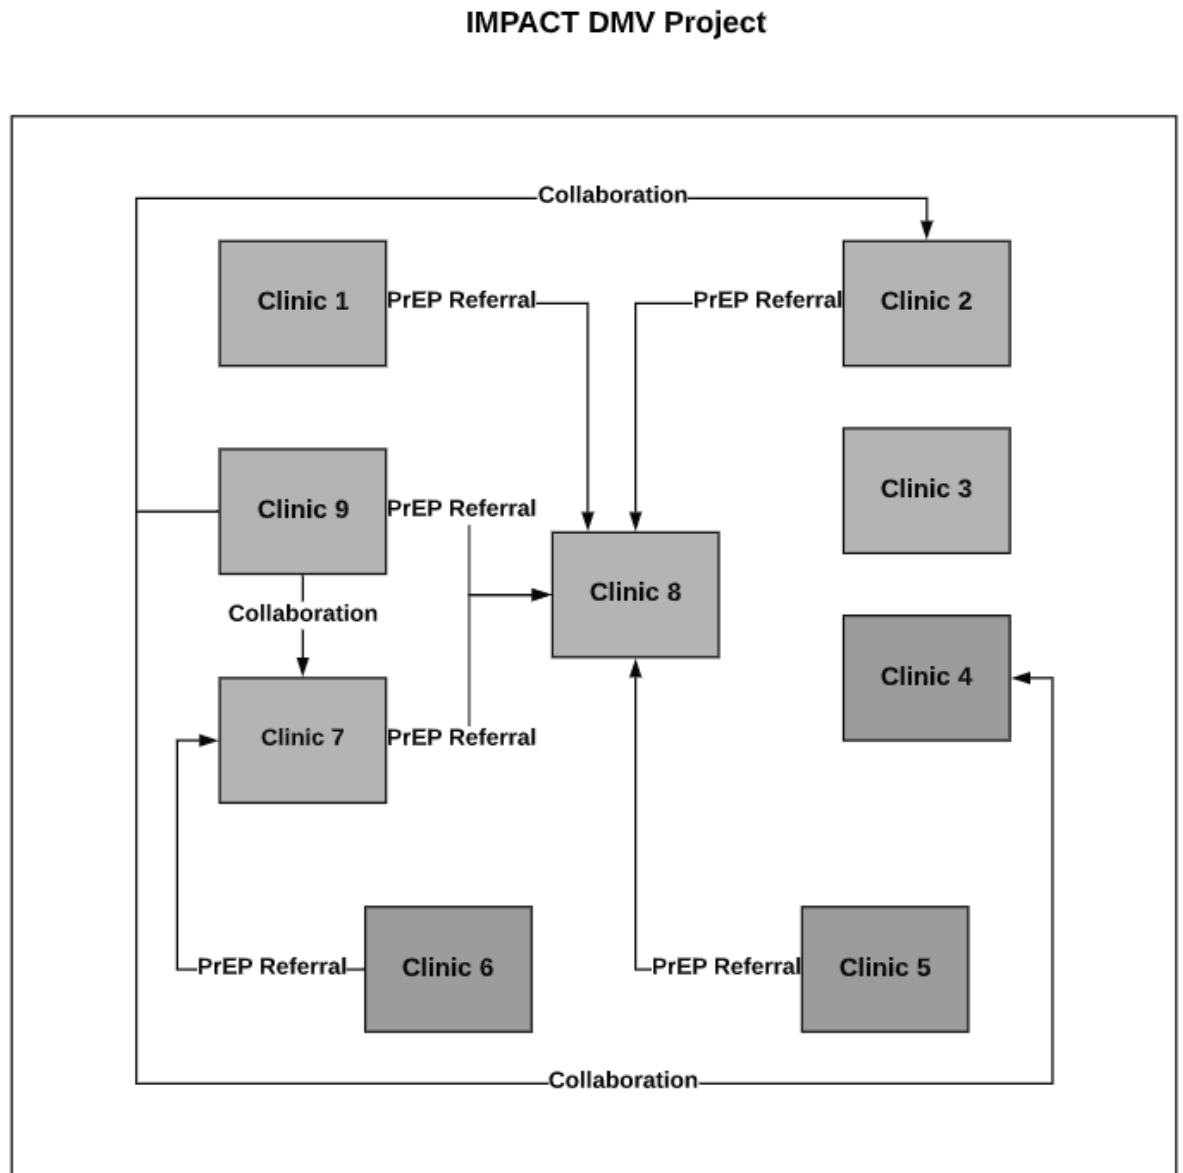 IMPACT DMV Project
Collaboration
Clinic 1
PrEP Referral
PrEP Referral
Clinic 2
Clinic 3
Clinic 9
PrEP Referral
Clinic 8
Collaboration
Clinic 4
Clinic 7
PrEP Referral
PrEP Referral
Clinic 6
PrEP Referral
Clinic 5
Collaboration